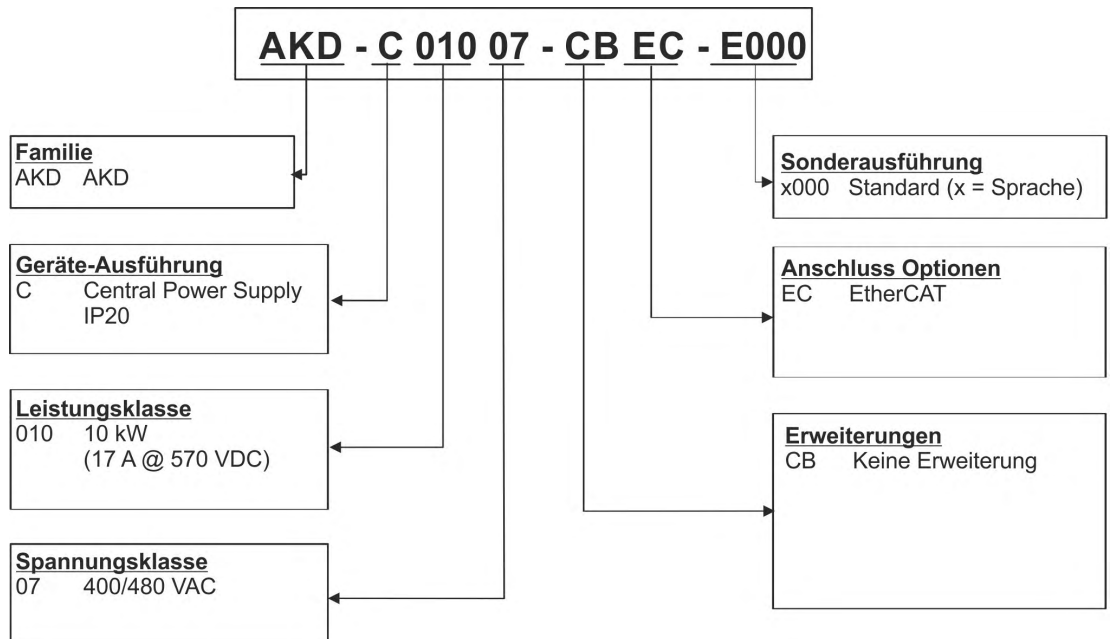 AKD - C 010 07 - CB EC - E000
Familie
AKD AKD
Geräte-Ausführung
C Central Power Supply
IP20
Leistungsklasse
010 10 kW
(17 A @ 570 VDC)
Spannungsklasse
07 400/480 VAC
Sonderausführung
x000 Standard (x = Sprache)
Anschluss Optionen
EC EtherCAT
Erweiterungen
CB Keine Erweiterung